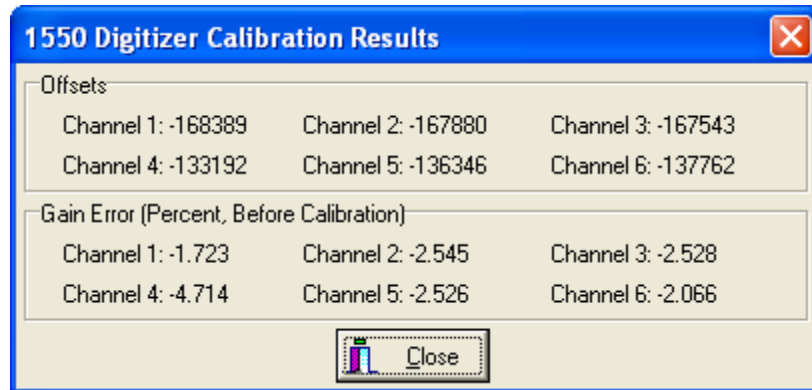 1550 Digitizer Calibration Results
Offsets
Channel 1: -168389 Channel 2: -167880 Channel 3: -167543
Channel 4: -133192 Channel 5: -136346 Channel 6: -137762
Gain Error (Percent, Before Calibration)
Channel 1: -1.723 Channel 2: -2.545 Channel 3: -2.528
Channel 4: -4.714 Channel 5: -2.526 Channel 6: -2.066
Close